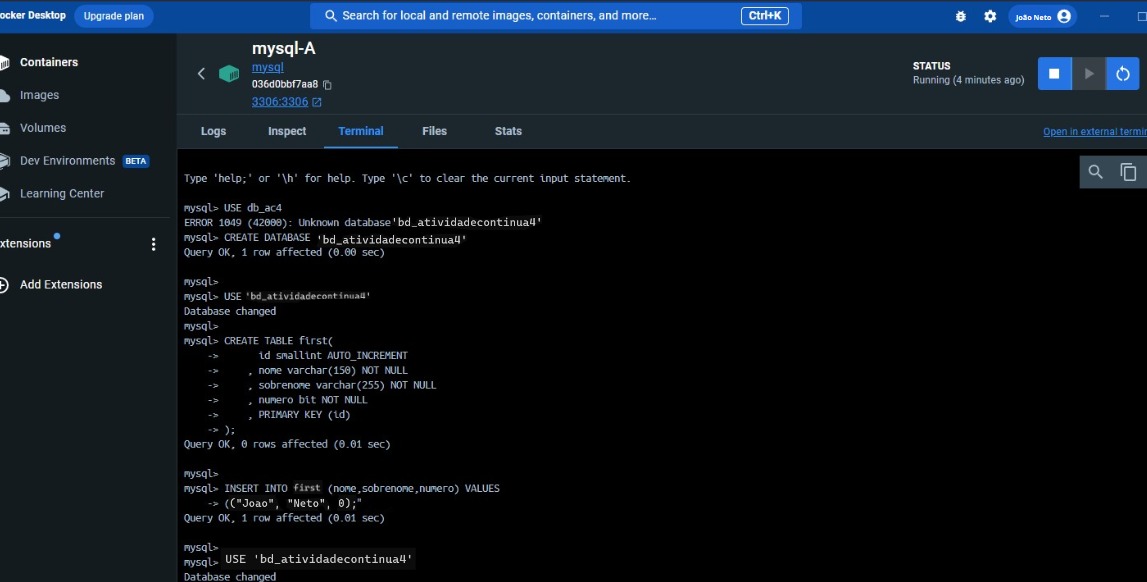 ocker Desktop
Upgrade plan
Search for local and remote images, containers, and more...
Ctrl+K
João Neto
Containers
Images
Volumes
Dev Environments BETA
Learning Center
xtensions
Add Extensions
mysql-A
mysql
036d0bbf7aa8
3306:3306
STATUS
Running (4 minutes ago)
Logs Inspect Terminal Files Stats
Open in external termin
Type 'help;' or '\h' for help. Type '\c' to clear the current input statement.
mysql> USE db_ac4
ERROR 1049 (42000): Unknown database'bd_atividadecontinua4'
mysql> CREATE DATABASE 'bd_atividadecontinua4'
Query OK, 1 row affected (0.00 sec)
mysql>
mysql> USE 'bd_atividadecontinua4'
Database changed
mysql>
mysql> CREATE TABLE first(
-> id smallint AUTO_INCREMENT
-> , nome varchar(150) NOT NULL
-> , sobrenome varchar(255) NOT NULL
-> , numero bit NOT NULL
-> , PRIMARY KEY (id)
-> );
Query OK, 0 rows affected (0.01 sec)
mysql>
mysql> INSERT INTO first (nome,sobrenome,numero) VALUES
-> (("Joao", "Neto", 0);"
Query OK, 1 row affected (0.01 sec)
mysql>
mysql> USE 'bd_atividadecontinua4'
Database changed